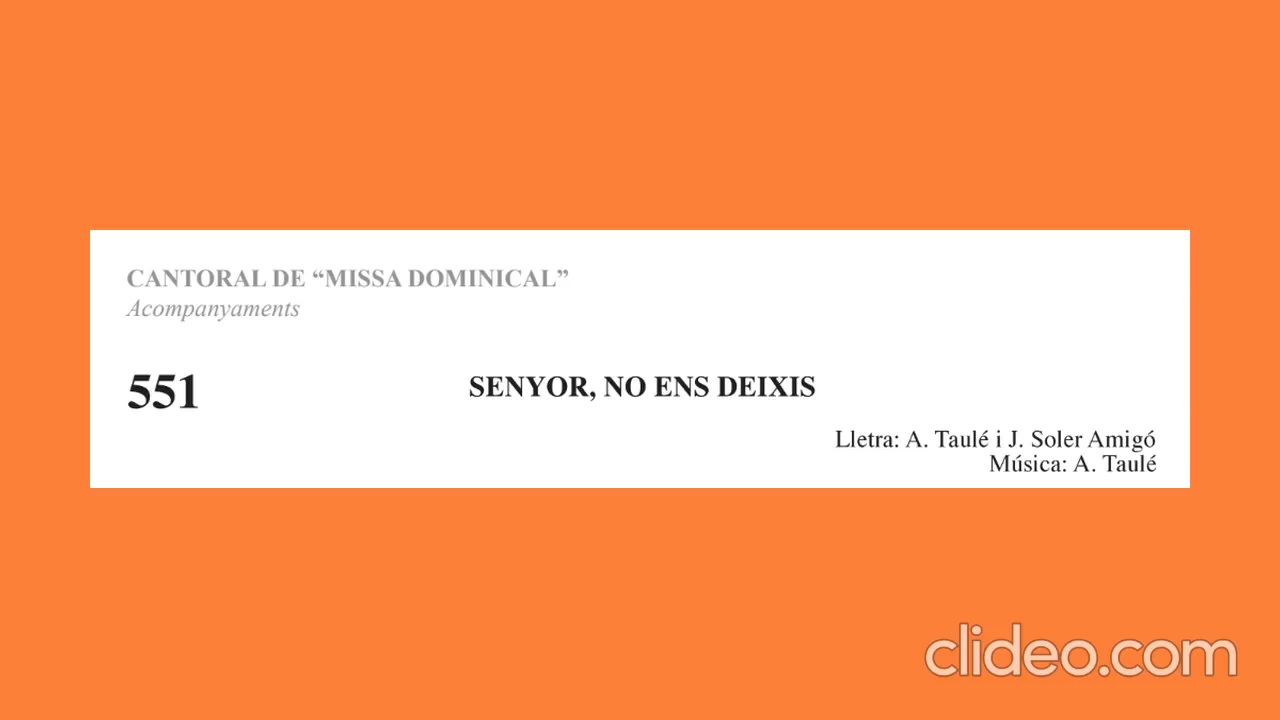 CANTORAL DE “MISSA DOMINICAL”
Acompanyaments
551 SENYOR, NO ENS DEIXIS
Lletra: A. Taulé i J. Soler Amigó
Música: A. Taulé
clideo.com